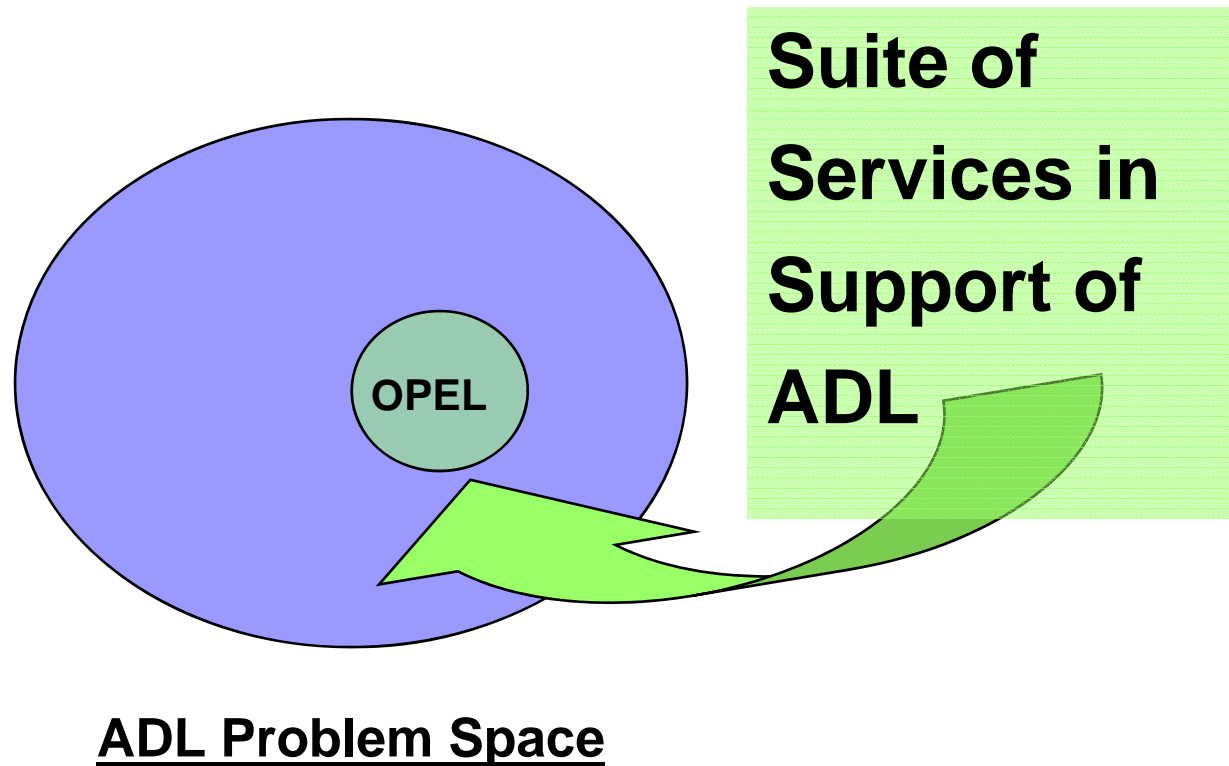 Suite of
Services in
Support of
ADL
OPEL
ADL Problem Space